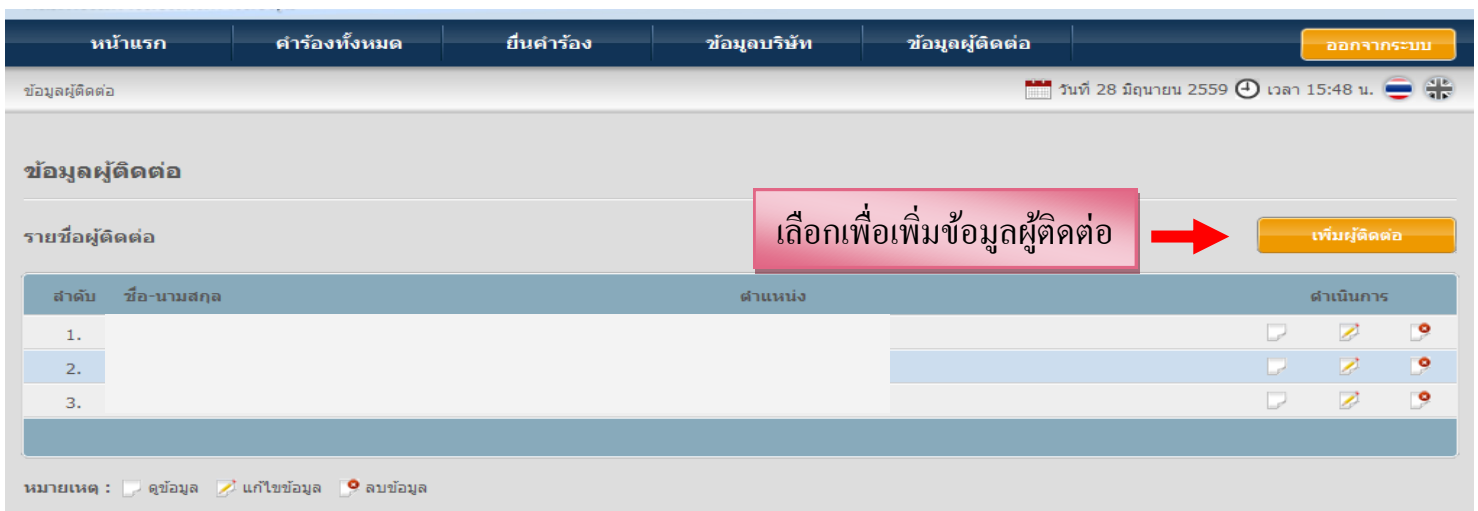 หน้าแรก คำร้องทั้งหมด ยื่นคำร้อง ข้อมูลบริษัท ข้อมูลผู้ติดต่อ ออกจากระบบ
ข้อมูลผู้ติดต่อ วันที่ 28 มิถุนายน 2559 เวลา 15:48 น.
ข้อมูลผู้ติดต่อ
รายชื่อผู้ติดต่อ เลือกเพื่อเพิ่มข้อมูลผู้ติดต่อ เพิ่มผู้ติดต่อ
ลำดับ ชื่อ-นามสกุล ตำแหน่ง ดำเนินการ
1.
2.
3.
หมายเหตุ : ดูข้อมูล แก้ไขข้อมูล ลบข้อมูล